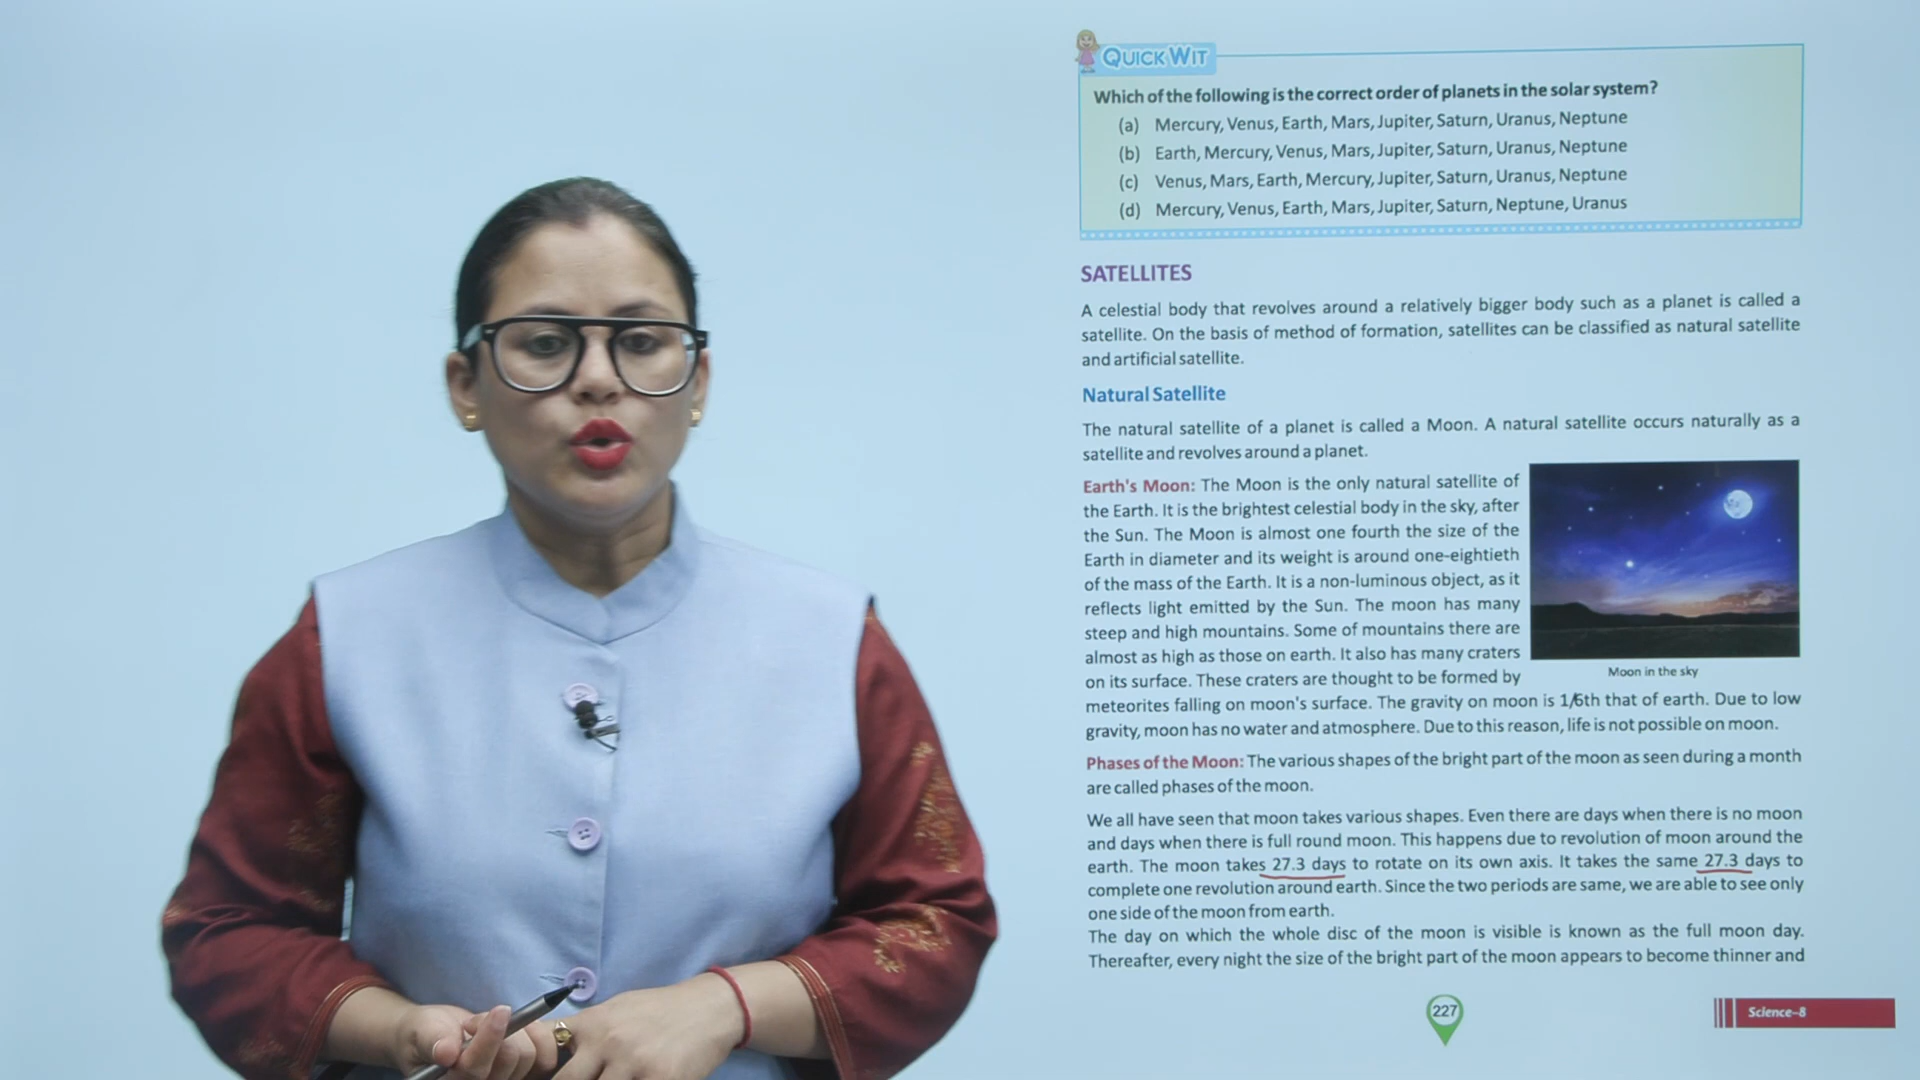 QUICK WIT
Which of the following is the correct order of planets in the solar system?
(a) Mercury, Venus, Earth, Mars, Jupiter, Saturn, Uranus, Neptune
(b) Earth, Mercury, Venus, Mars, Jupiter, Saturn, Uranus, Neptune
(c) Venus, Mars, Earth, Mercury, Jupiter, Saturn, Uranus, Neptune
(d) Mercury, Venus, Earth, Mars, Jupiter, Saturn, Neptune, Uranus
SATELLITES
A celestial body that revolves around a relatively bigger body such as a planet is called a
satellite. On the basis of method of formation, satellites can be classified as natural satellite
and artificial satellite.
Natural Satellite
The natural satellite of a planet is called a Moon. A natural satellite occurs naturally as a
satellite and revolves around a planet.
Earth's Moon: The Moon is the only natural satellite of
the Earth. It is the brightest celestial body in the sky, after
the Sun. The Moon is almost one fourth the size of the
Earth in diameter and its weight is around one-eightieth
of the mass of the Earth. It is a non-luminous object, as it
reflects light emitted by the Sun. The moon has many
steep and high mountains. Some of mountains there are
almost as high as those on earth. It also has many craters
on its surface. These craters are thought to be formed by
meteorites falling on moon's surface. The gravity on moon is 1/6th that of earth. Due to low
gravity, moon has no water and atmosphere. Due to this reason, life is not possible on moon.
Moon in the sky
Phases of the Moon: The various shapes of the bright part of the moon as seen during a month
are called phases of the moon.
We all have seen that moon takes various shapes. Even there are days when there is no moon
and days when there is full round moon. This happens due to revolution of moon around the
earth. The moon takes 27.3 days to rotate on its own axis. It takes the same 27.3 days to
complete one revolution around earth. Since the two periods are same, we are able to see only
one side of the moon from earth.
The day on which the whole disc of the moon is visible is known as the full moon day.
Thereafter, every night the size of the bright part of the moon appears to become thinner and
227
Science–8